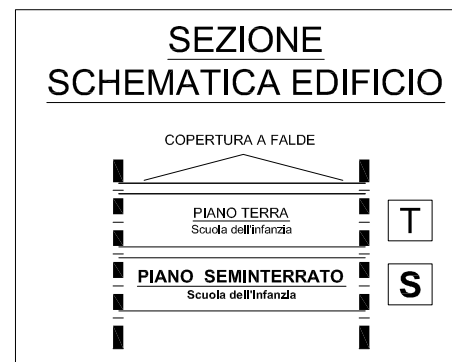 SEZIONE
SCHEMATICA EDIFICIO
COPERTURA A FALDE
PIANO TERRA
Scuola dell'infanzia
T
PIANO SEMINTERRATO
Scuola dell'infanzia
S